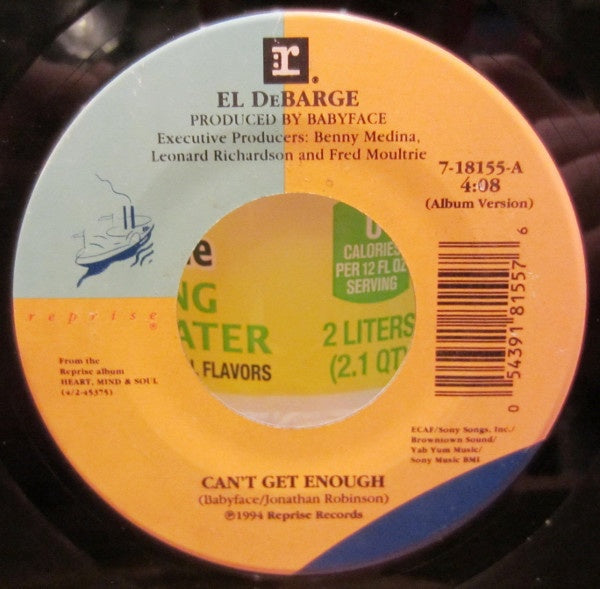 r®
EL DEBARGE
PRODUCED BY BABYFACE
Executive Producers: Benny Medina,
Leonard Richardson and Fred Moultrie
7-18155-A
4:08
(Album Version)
reprise®
From the
Reprise album
HEART, MIND & SOUL
(4/2-45375)
0 54391 81557 6
CALORIES
PER 12 FL OZ
SERVING
NG
ATER
FLAVORS
2 LITERS
(2.1 QT)
ECAF/Sony Songs, Inc./
Browntown Sound/
Yab Yum Music/
Sony Music BMI
CAN'T GET ENOUGH
(Babyface/Jonathan Robinson)
℗1994 Reprise Records